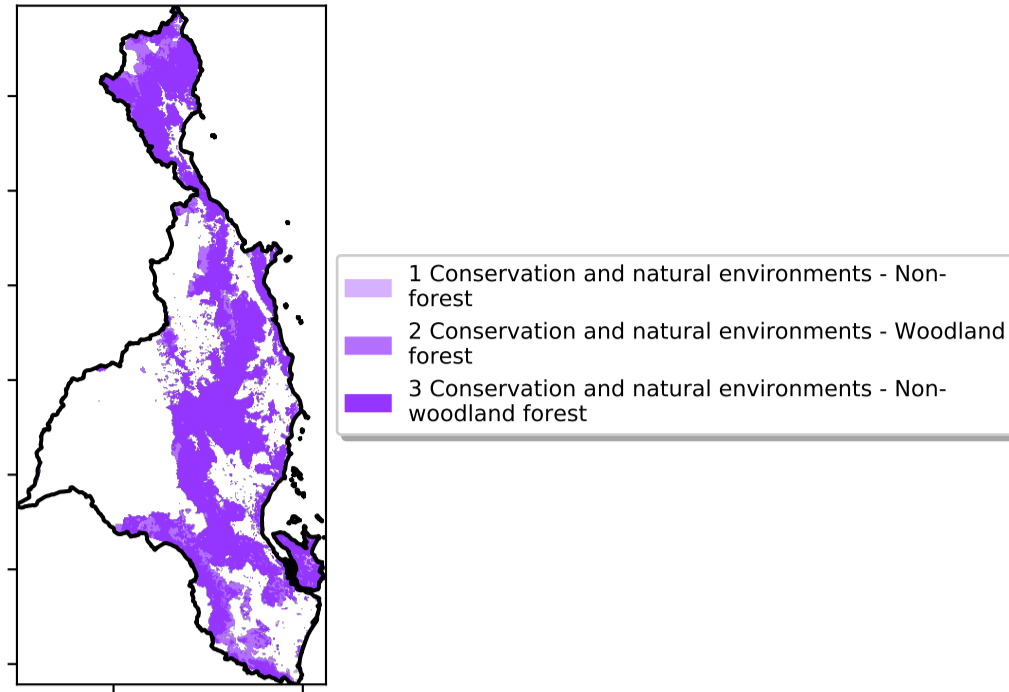 1 Conservation and natural environments - Non-
forest
2 Conservation and natural environments - Woodland
forest
3 Conservation and natural environments - Non-
woodland forest